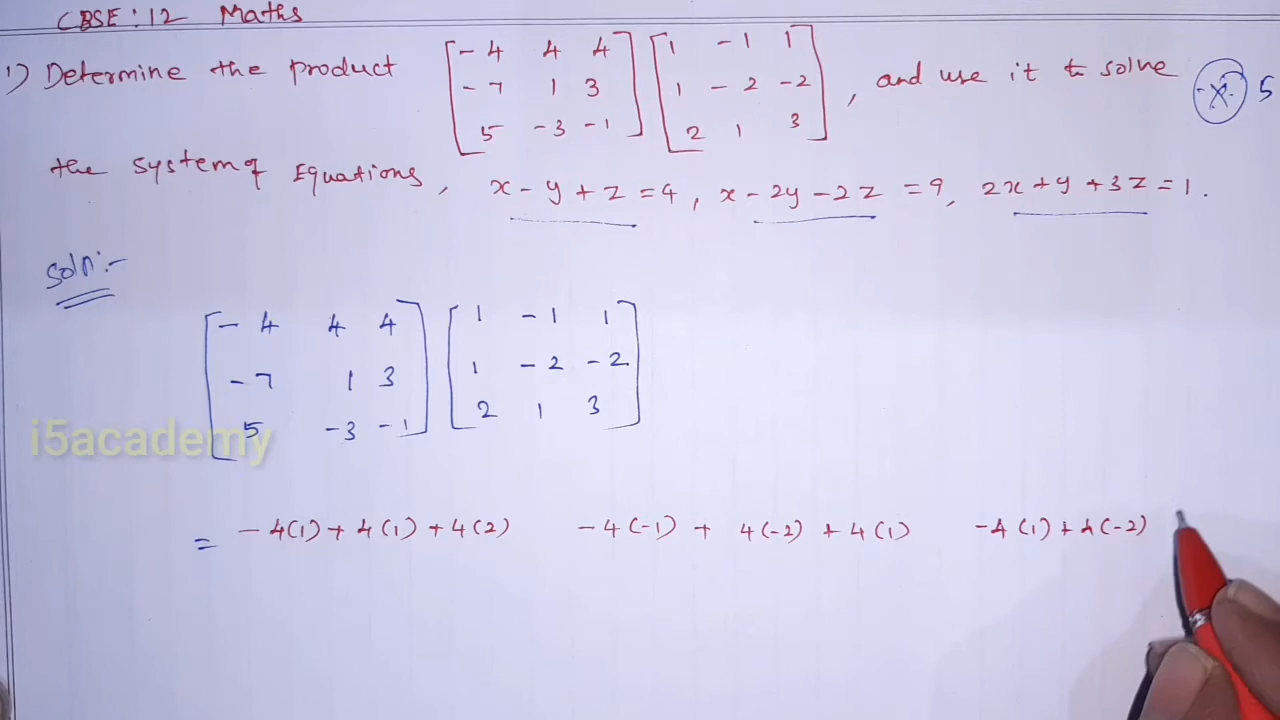 CBSE : 12 Maths
1) Determine the product [ -4 4 4 ] [ 1 -1 1 ]
[ -7 1 3 ] [ 1 -2 -2 ] , and use it to solve 5
[ 5 -3 -1 ] [ 2 1 3 ]
the system of Equations, x - y + z = 4, x - 2y - 2z = 9, 2x + y + 3z = 1.
Soln:-
[ -4 4 4 ] [ 1 -1 1 ]
[ -7 1 3 ] [ 1 -2 -2 ]
[ 5 -3 -1 ] [ 2 1 3 ]
i5academy
= -4(1) + 4(1) + 4(2) -4(-1) + 4(-2) + 4(1) -4(1) + 4(-2)